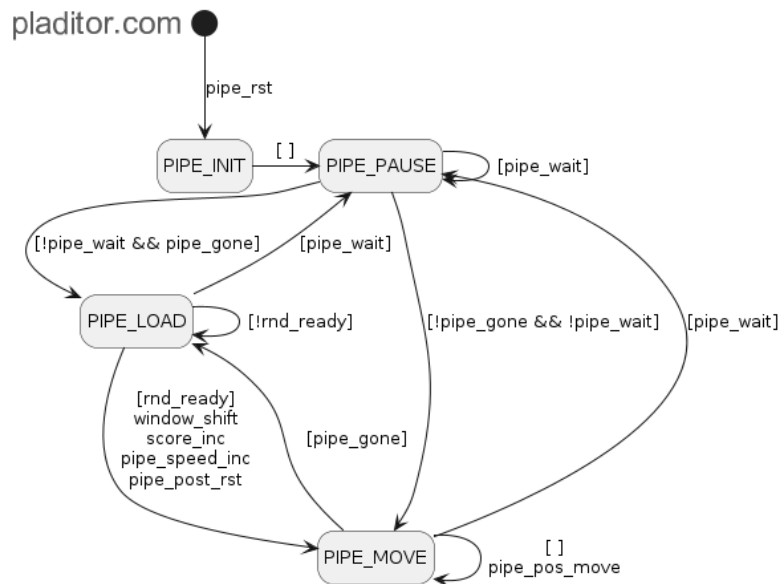 pladitor.com
pipe_rst
PIPE_INIT
[ ]
PIPE_PAUSE
[pipe_wait]
[!pipe_wait && pipe_gone]
[pipe_wait]
PIPE_LOAD
[!rnd_ready]
[!pipe_gone && !pipe_wait]
[pipe_wait]
[rnd_ready]
window_shift
score_inc
pipe_speed_inc
pipe_post_rst
[pipe_gone]
PIPE_MOVE
[ ]
pipe_pos_move